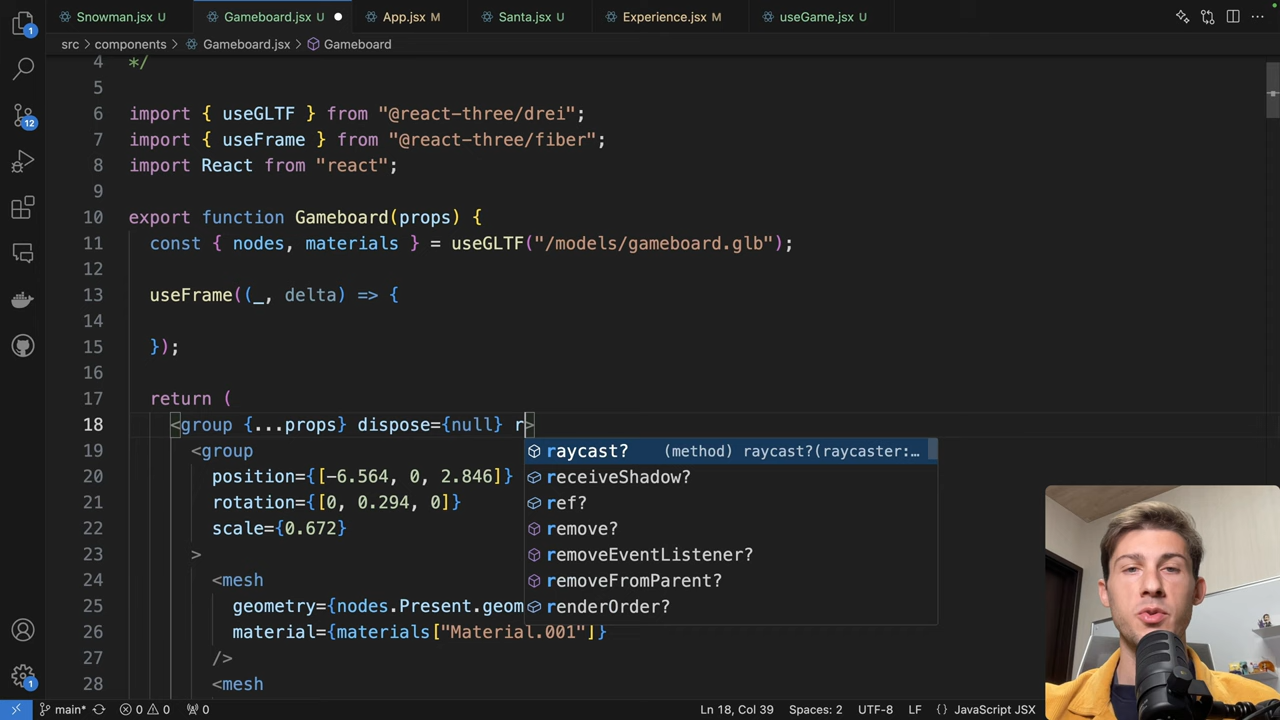 Snowman.jsx U
Gameboard.jsx U
App.jsx M
Santa.jsx U
Experience.jsx M
useGame.jsx U
src > components > Gameboard.jsx > Gameboard
4 */
5
6 import { useGLTF } from "@react-three/drei";
7 import { useFrame } from "@react-three/fiber";
8 import React from "react";
9
10 export function Gameboard(props) {
11 const { nodes, materials } = useGLTF("/models/gameboard.glb");
12
13 useFrame((_, delta) => {
14
15 });
16
17 return (
18 <group {...props} dispose={null} r>
19 <group
20 position={[-6.564, 0, 2.846]}
21 rotation={[0, 0.294, 0]}
22 scale={0.672}
23 >
24 <mesh
25 geometry={nodes.Present.geom
26 material={materials["Material.001"]}
27 />
28 <mesh
raycast? (method) raycast?(raycaster:…
receiveShadow?
ref?
remove?
removeEventListener?
removeFromParent?
renderOrder?
1
12
1
main* 0 0 0 Ln 18, Col 39 Spaces: 2 UTF-8 LF {} JavaScript JSX